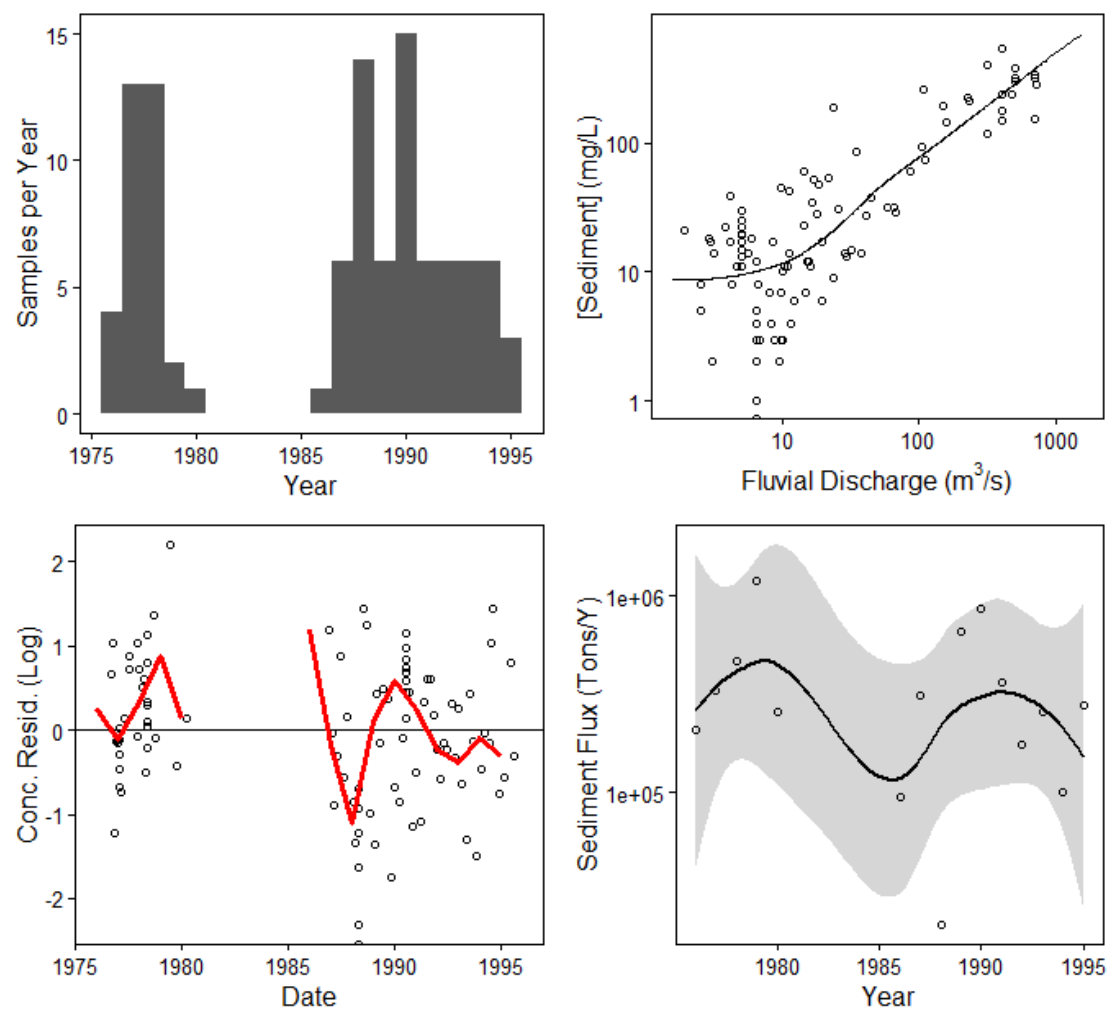 15
10
5
0
Samples per Year
1975 1980 1985 1990 1995
Year
100
10
1
[Sediment] (mg/L)
10 100 1000
Fluvial Discharge (m³/s)
2
1
0
-1
-2
Conc. Resid. (Log)
1975 1980 1985 1990 1995
Date
1e+06
1e+05
Sediment Flux (Tons/Y)
1980 1985 1990 1995
Year